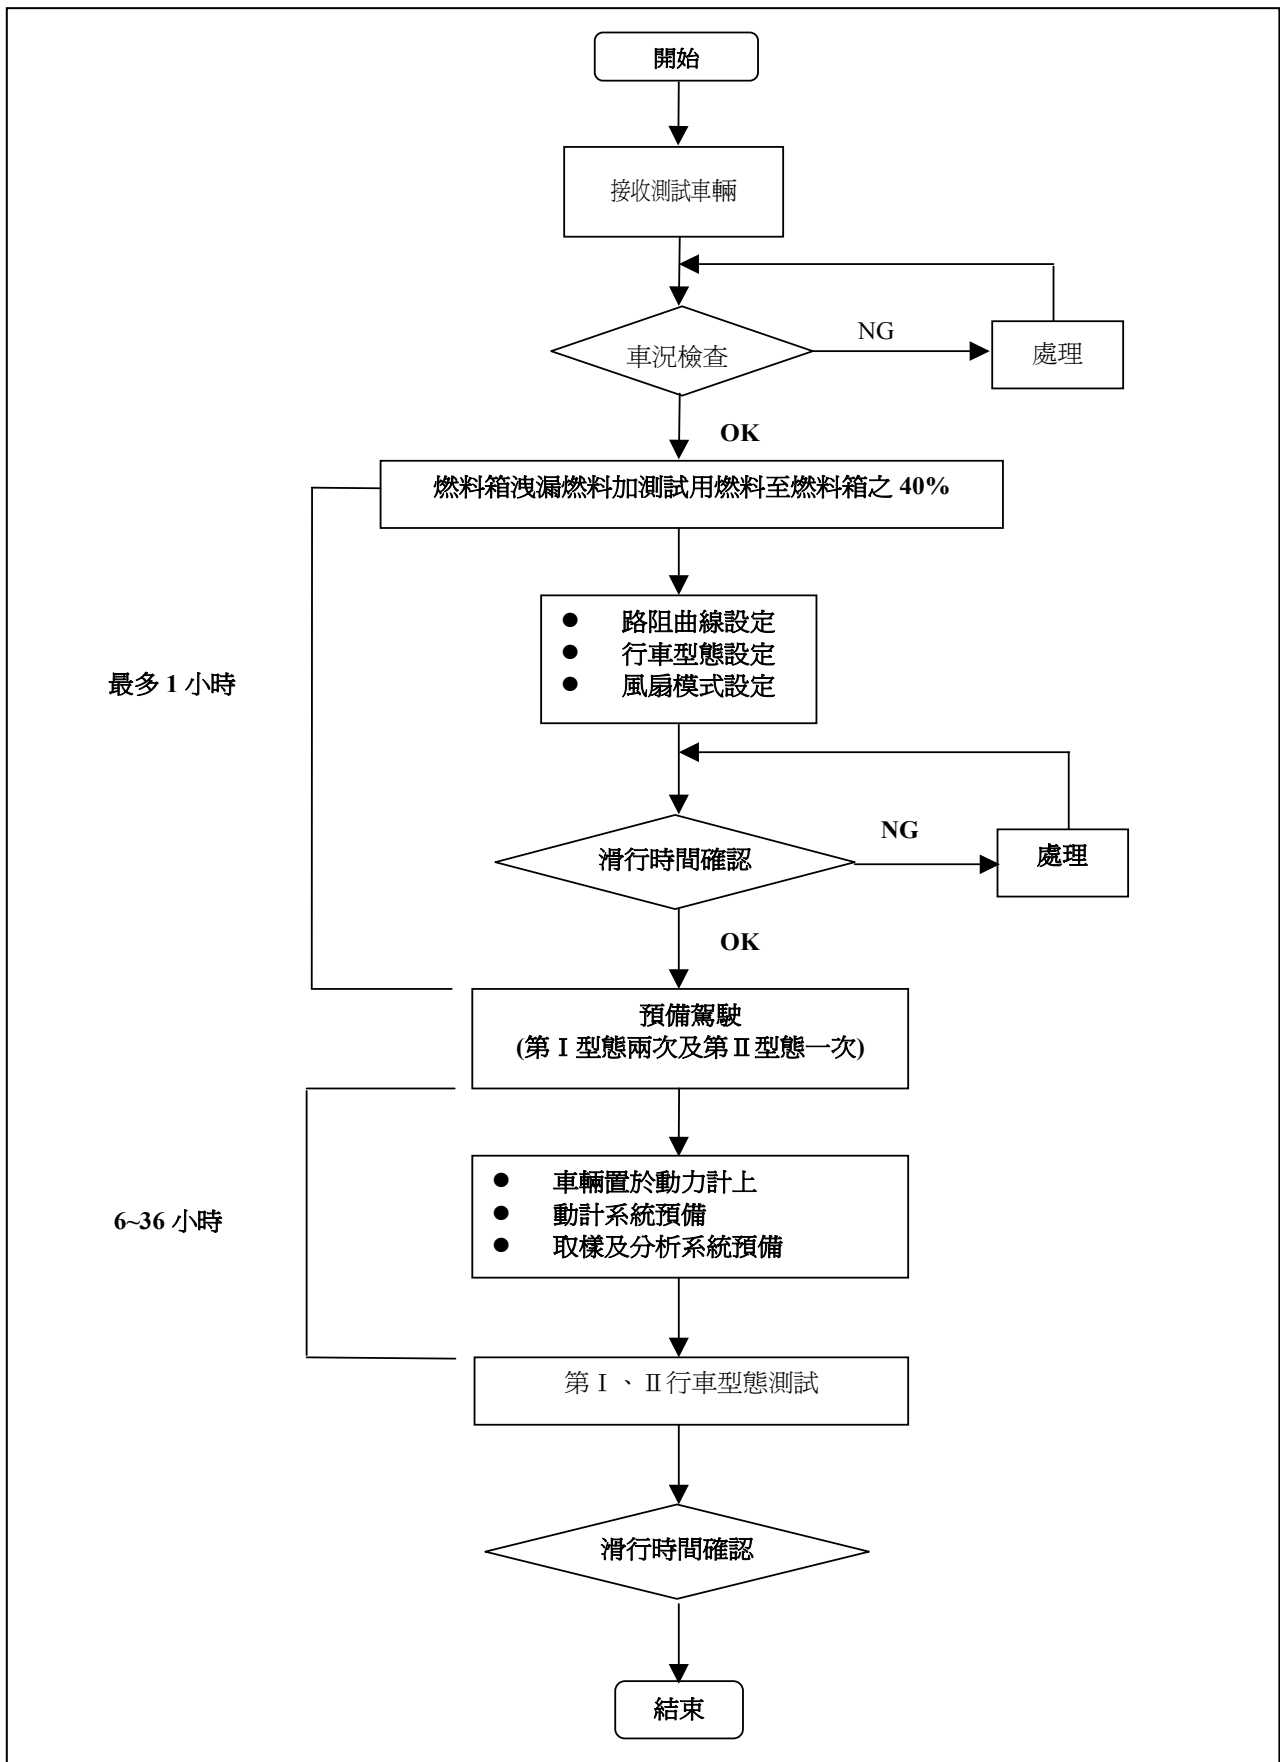 開始
接收測試車輛
車況檢查
NG
處理
OK
燃料箱洩漏燃料加測試用燃料至燃料箱之 40%
● 路阻曲線設定
● 行車型態設定
● 風扇模式設定
最多 1 小時
滑行時間確認
NG
處理
OK
預備駕駛
(第Ⅰ型態兩次及第Ⅱ型態一次)
● 車輛置於動力計上
● 動計系統預備
● 取樣及分析系統預備
6~36 小時
第Ⅰ、Ⅱ行車型態測試
滑行時間確認
結束